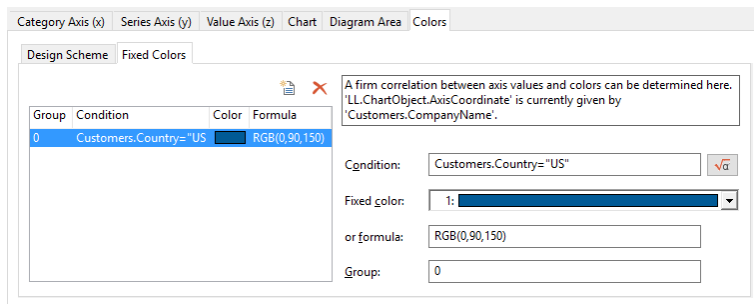 Category Axis (x) Series Axis (y) Value Axis (z) Chart Diagram Area Colors
Design Scheme Fixed Colors
A firm correlation between axis values and colors can be determined here.
'LL.ChartObject.AxisCoordinate' is currently given by
'Customers.CompanyName'.
Group Condition Color Formula
0 Customers.Country="US RGB(0,90,150)
Condition: Customers.Country="US" √α
Fixed color: 1:
or formula: RGB(0,90,150)
Group: 0